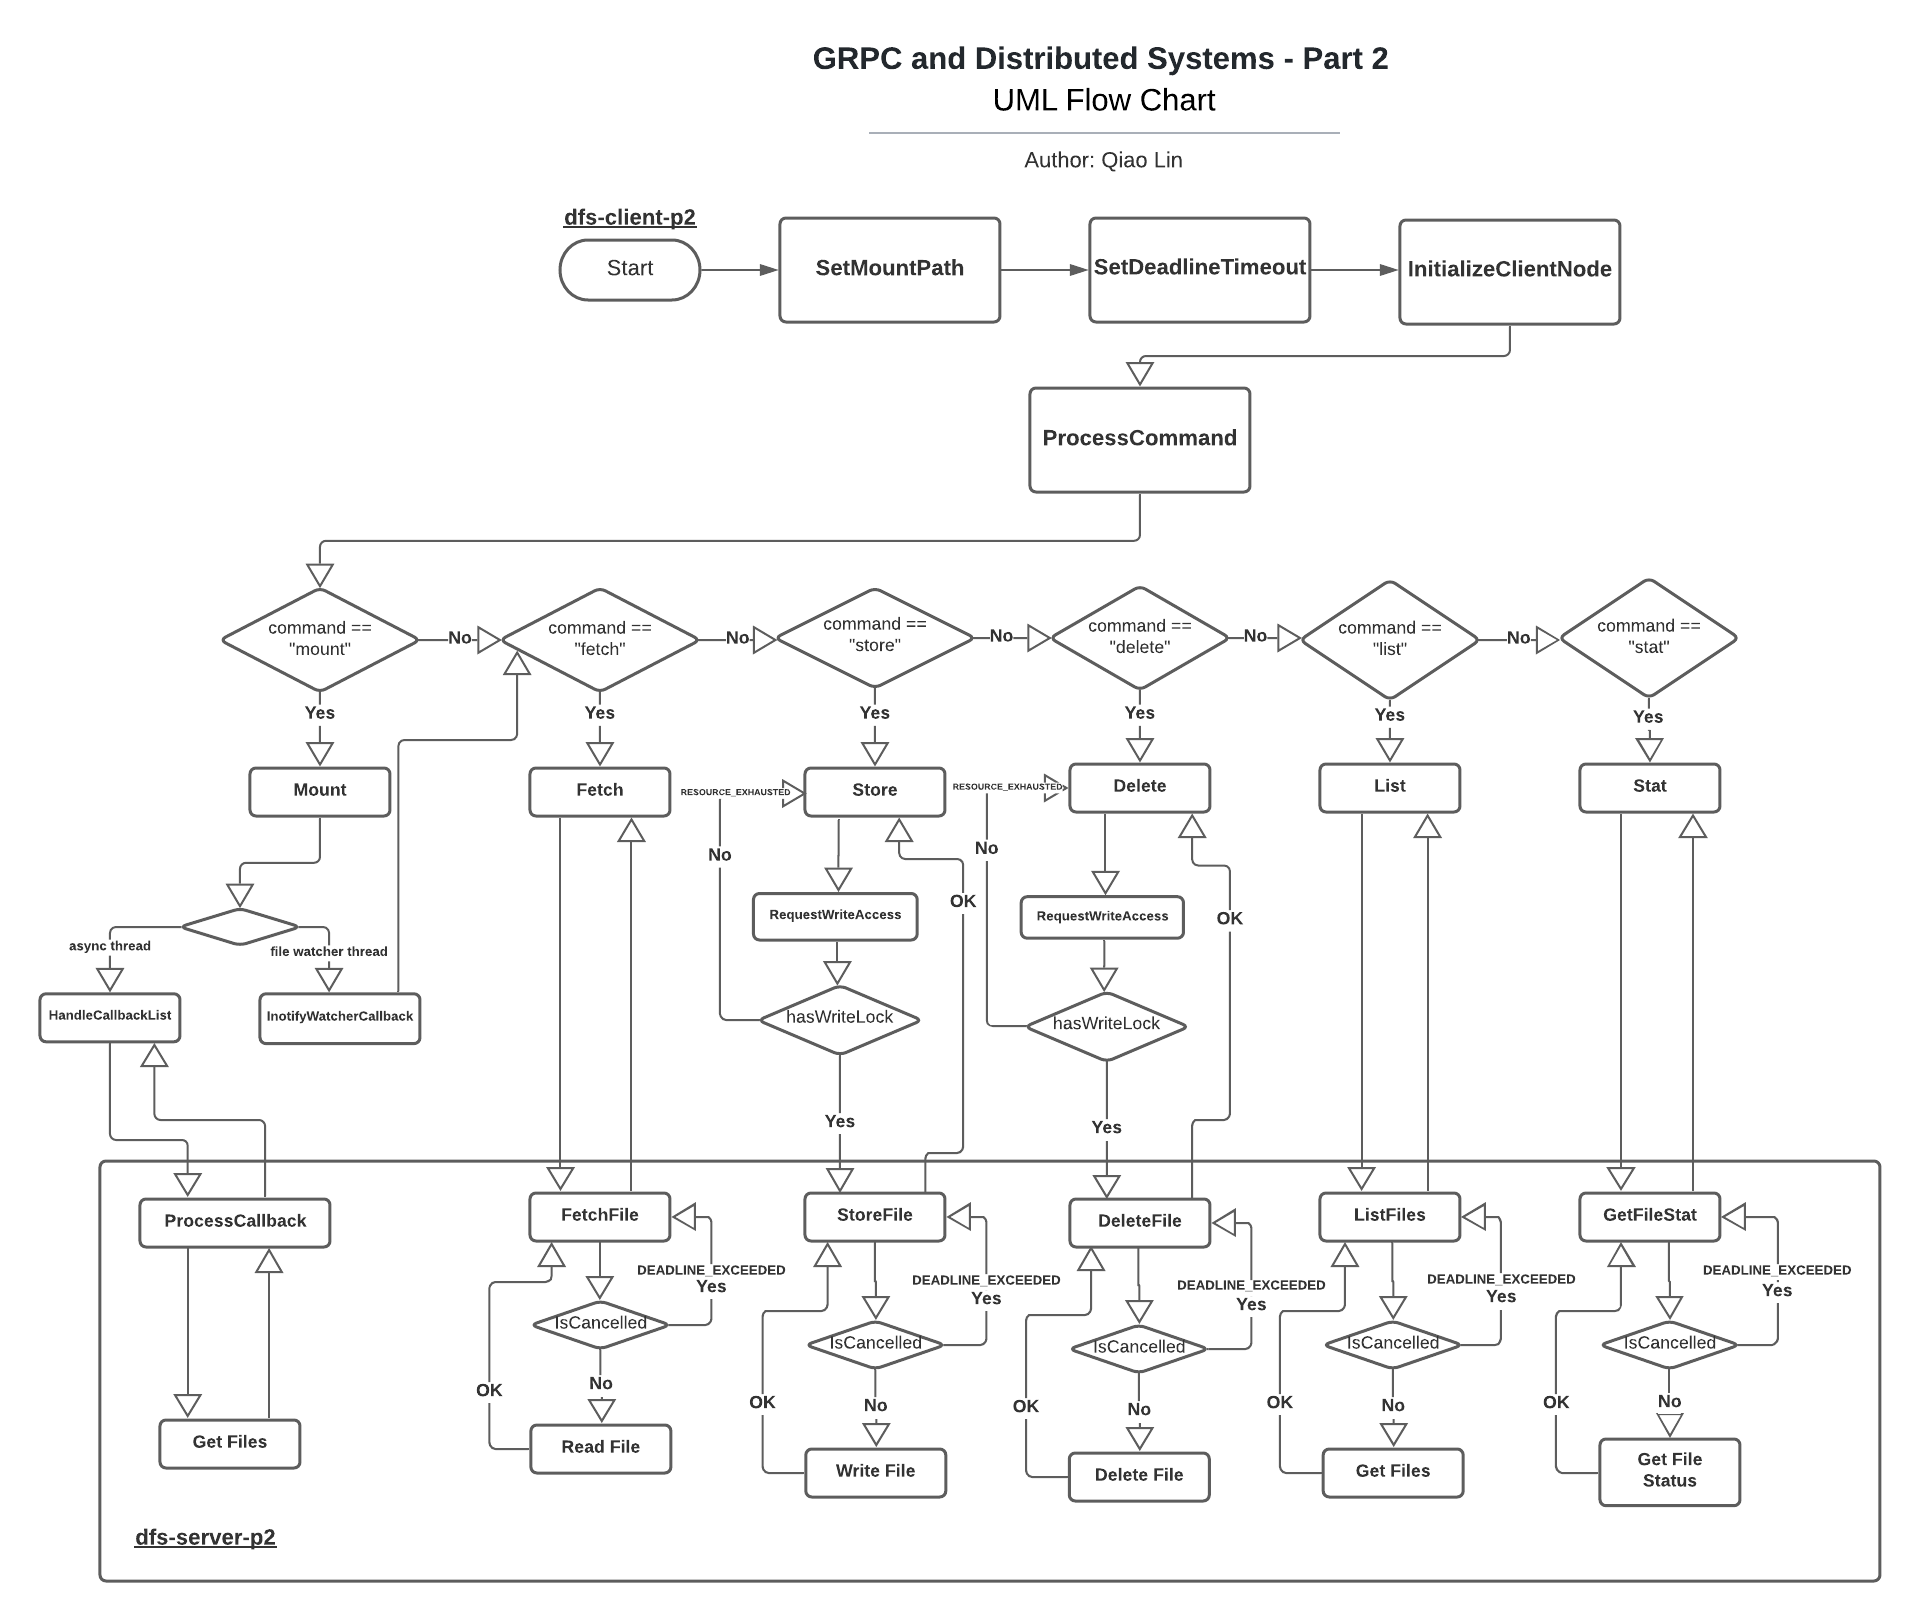 GRPC and Distributed Systems - Part 2
UML Flow Chart
Author: Qiao Lin
dfs-client-p2
Start
SetMountPath
SetDeadlineTimeout
InitializeClientNode
ProcessCommand
command ==
"mount"
No
command ==
"fetch"
No
command ==
"store"
No
command ==
"delete"
No
command ==
"list"
No
command ==
"stat"
Yes
Yes
Yes
Yes
Yes
Yes
Mount
Fetch
RESOURCE_EXHAUSTED
Store
RESOURCE_EXHAUSTED
Delete
List
Stat
No
No
OK
OK
RequestWriteAccess
RequestWriteAccess
async thread
file watcher thread
HandleCallbackList
InotifyWatcherCallback
hasWriteLock
hasWriteLock
Yes
Yes
ProcessCallback
FetchFile
StoreFile
DeleteFile
ListFiles
GetFileStat
DEADLINE_EXCEEDED
Yes
DEADLINE_EXCEEDED
Yes
DEADLINE_EXCEEDED
Yes
DEADLINE_EXCEEDED
Yes
DEADLINE_EXCEEDED
Yes
IsCancelled
IsCancelled
IsCancelled
IsCancelled
IsCancelled
OK
No
OK
No
OK
No
OK
No
OK
No
Get Files
Read File
Write File
Delete File
Get Files
Get File
Status
dfs-server-p2